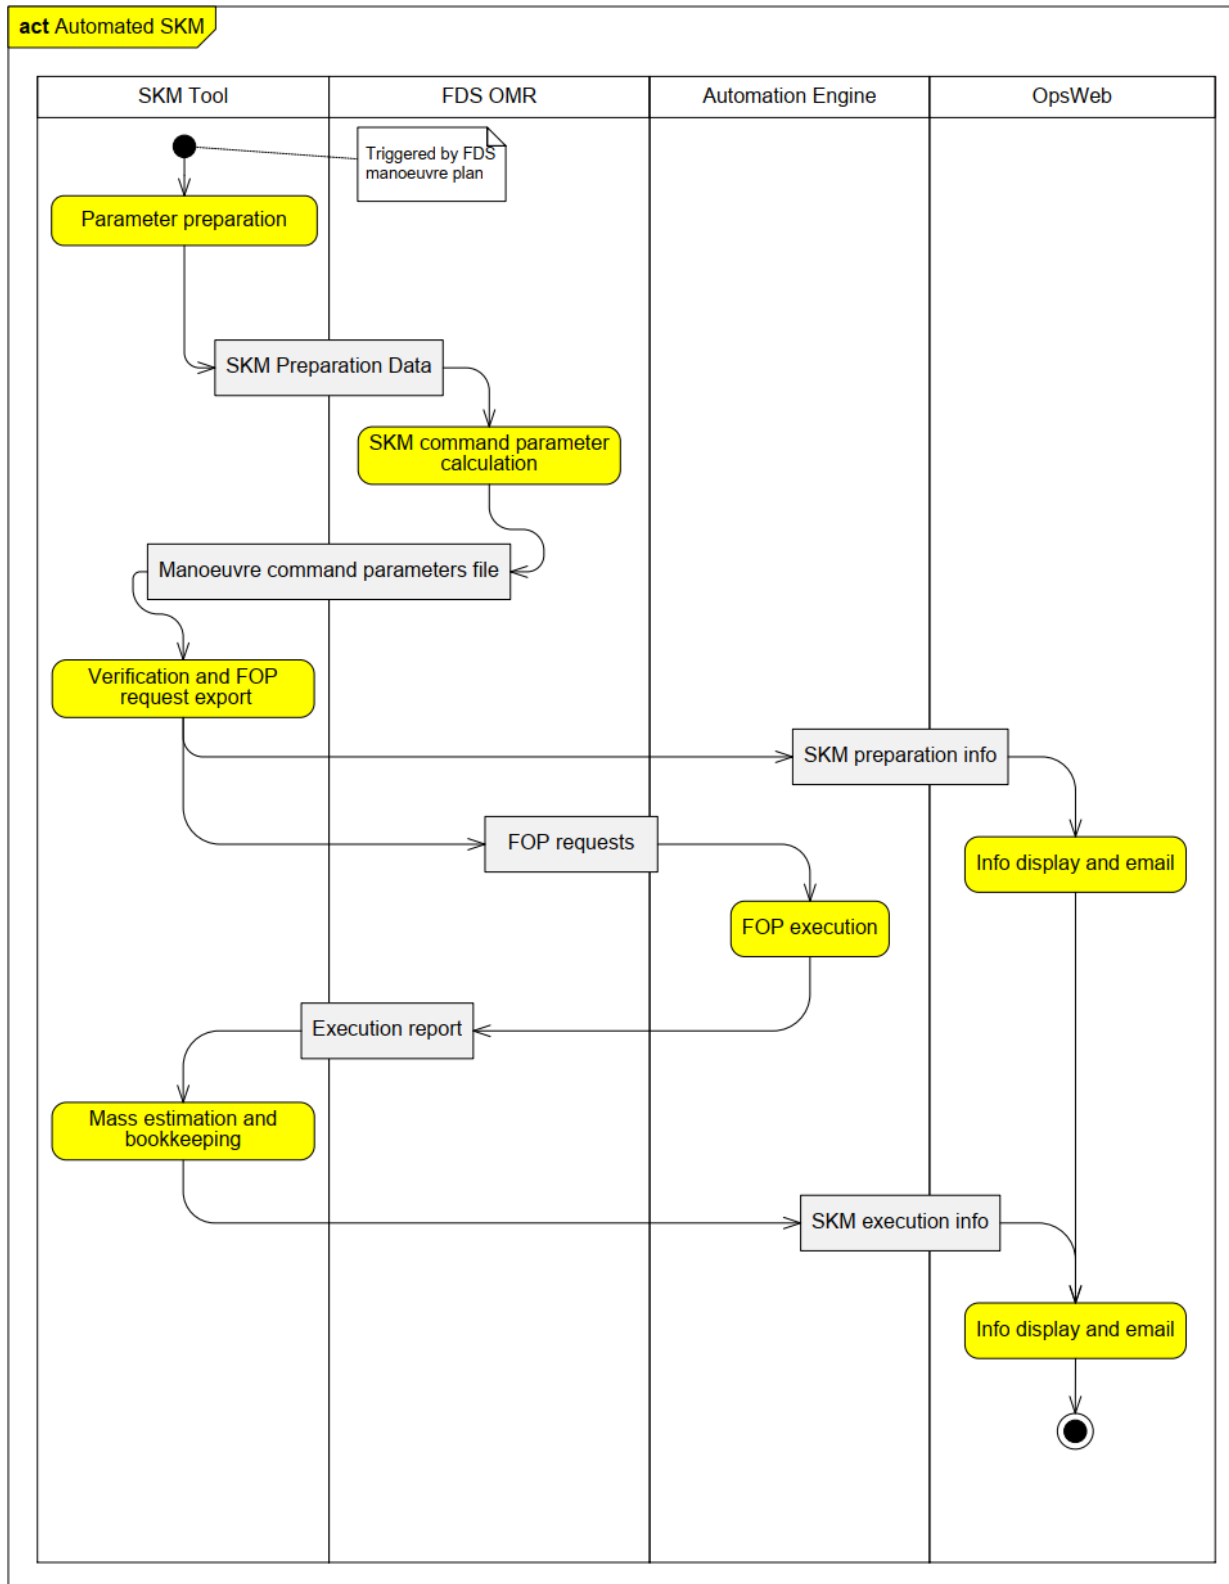 act Automated SKM
SKM Tool
FDS OMR
Automation Engine
OpsWeb
Triggered by FDS
manoeuvre plan
Parameter preparation
SKM Preparation Data
SKM command parameter
calculation
Manoeuvre command parameters file
Verification and FOP
request export
SKM preparation info
FOP requests
Info display and email
FOP execution
Execution report
Mass estimation and
bookkeeping
SKM execution info
Info display and email